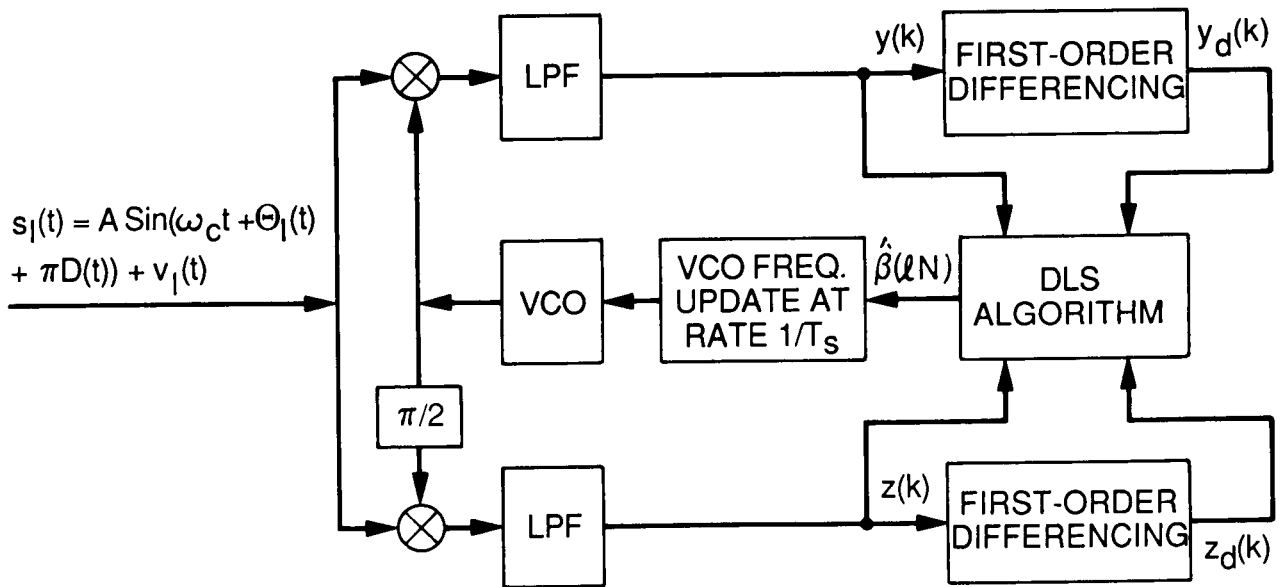 y(k)
FIRST-ORDER
DIFFERENCING
y_d(k)
LPF
s_I(t) = A Sin(ω_c t + Θ_I(t)
+ πD(t)) + v_I(t)
VCO
VCO FREQ.
UPDATE AT
RATE 1/T_S
β̂(ℓN)
DLS
ALGORITHM
π/2
LPF
z(k)
FIRST-ORDER
DIFFERENCING
z_d(k)